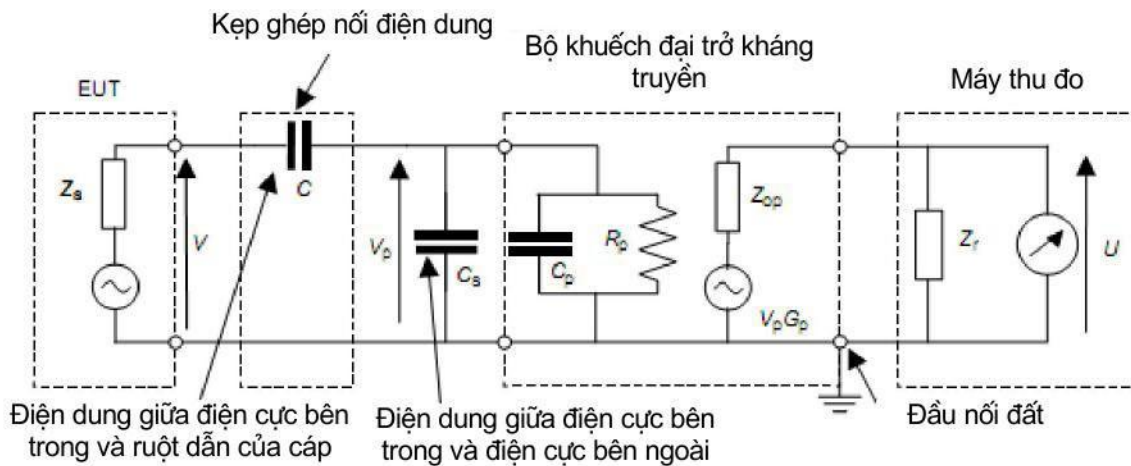 Kẹp ghép nối điện dung
Bộ khuếch đại trở kháng
truyền
Máy thu đo
EUT
Zs
V
C
Vp
Cs
Cp
Rp
Zop
VpGp
Zr
U
Điện dung giữa điện cực bên
trong và ruột dẫn của cáp
Điện dung giữa điện cực bên
trong và điện cực bên ngoài
Đầu nối đất